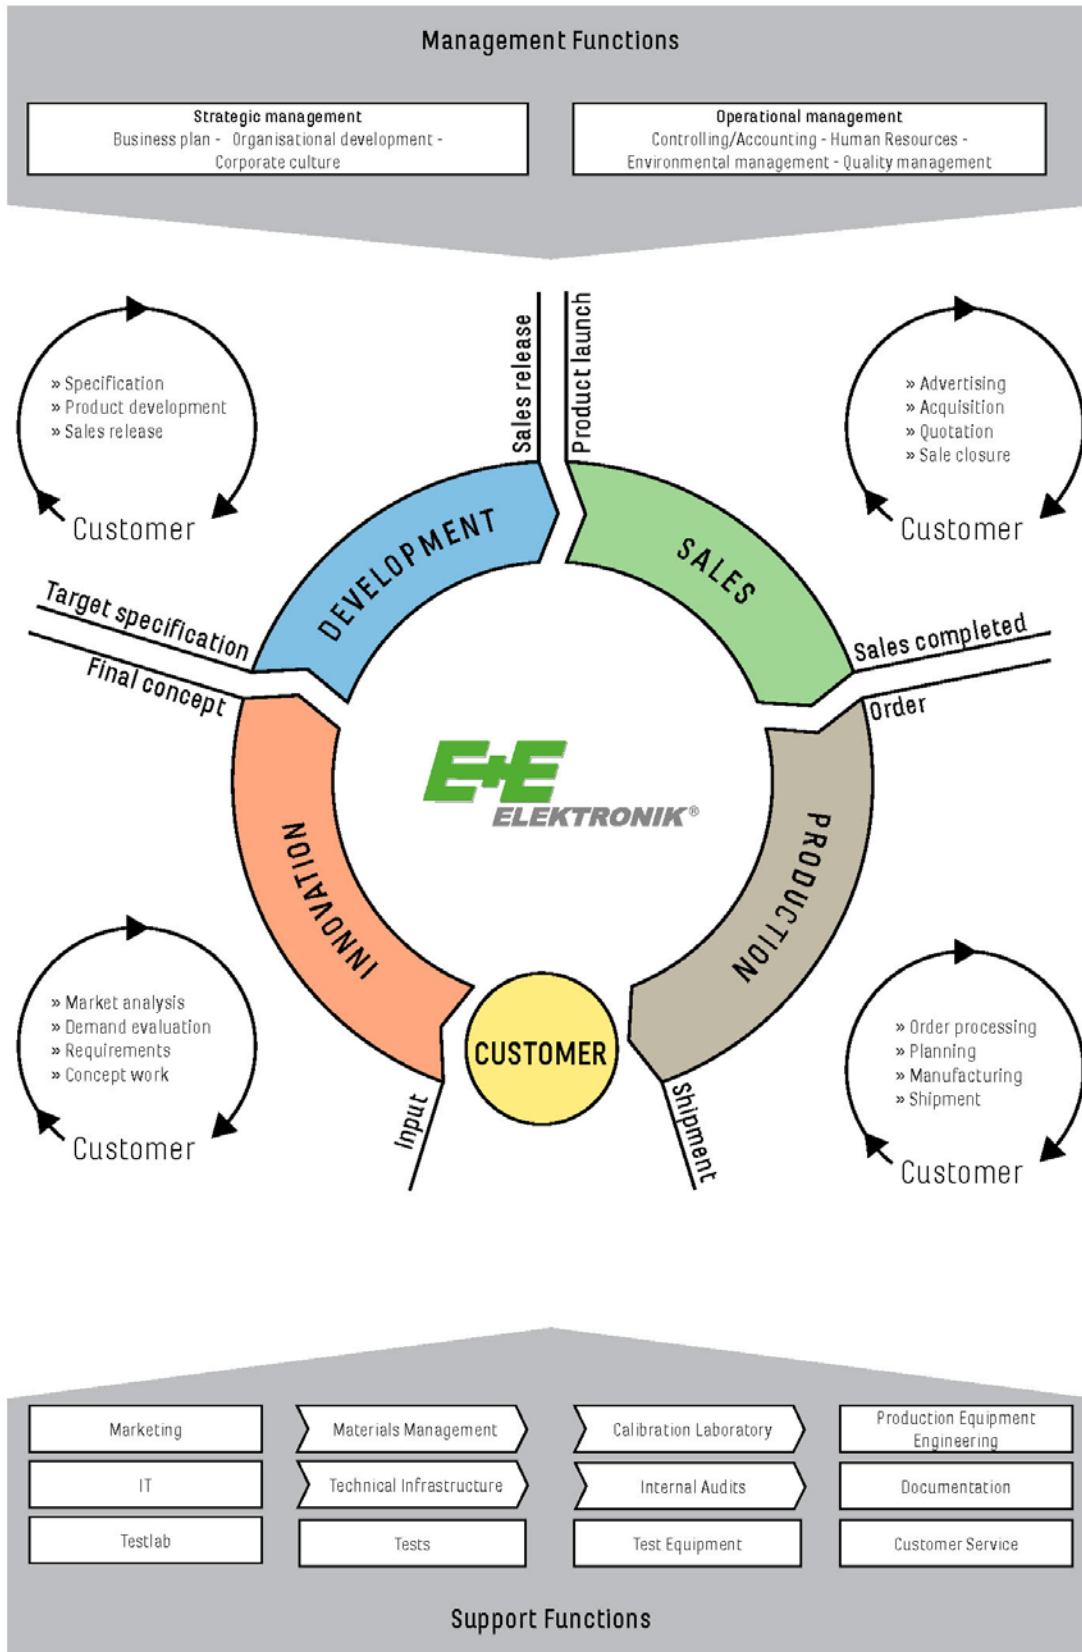 Management Functions
Strategic management
Business plan - Organisational development -
Corporate culture
Operational management
Controlling/Accounting - Human Resources -
Environmental management - Quality management
» Specification
» Product development
» Sales release
Customer
Sales release
Product launch
» Advertising
» Acquisition
» Quotation
» Sale closure
Customer
DEVELOPMENT
SALES
Target specification
Final concept
Sales completed
Order
E+E
ELEKTRONIK®
INNOVATION
PRODUCTION
» Market analysis
» Demand evaluation
» Requirements
» Concept work
Customer
CUSTOMER
Input
Shipment
» Order processing
» Planning
» Manufacturing
» Shipment
Customer
Marketing
Materials Management
Calibration Laboratory
Production Equipment
Engineering
IT
Technical Infrastructure
Internal Audits
Documentation
Testlab
Tests
Test Equipment
Customer Service
Support Functions